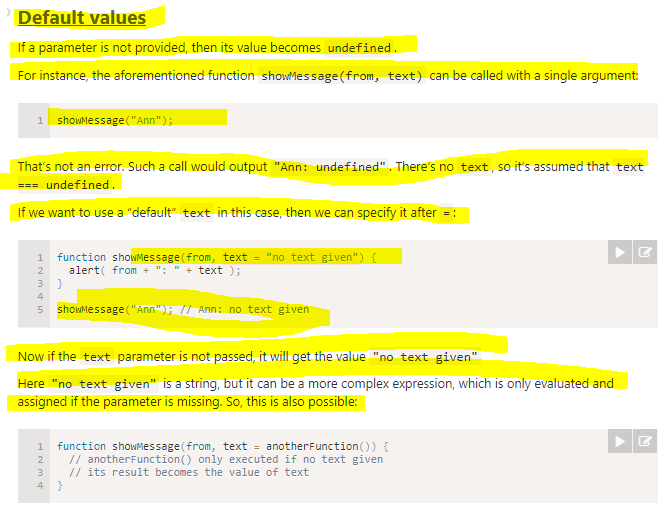 Default values
If a parameter is not provided, then its value becomes undefined.
For instance, the aforementioned function showMessage(from, text) can be called with a single argument:
1 showMessage("Ann");
That's not an error. Such a call would output "Ann: undefined". There's no text, so it's assumed that text
=== undefined.
If we want to use a "default" text in this case, then we can specify it after =:
1 function showMessage(from, text = "no text given") {
2   alert( from + ": " + text );
3 }
4
5 showMessage("Ann"); // Ann: no text given
Now if the text parameter is not passed, it will get the value "no text given"
Here "no text given" is a string, but it can be a more complex expression, which is only evaluated and
assigned if the parameter is missing. So, this is also possible:
1 function showMessage(from, text = anotherFunction()) {
2   // anotherFunction() only executed if no text given
3   // its result becomes the value of text
4 }